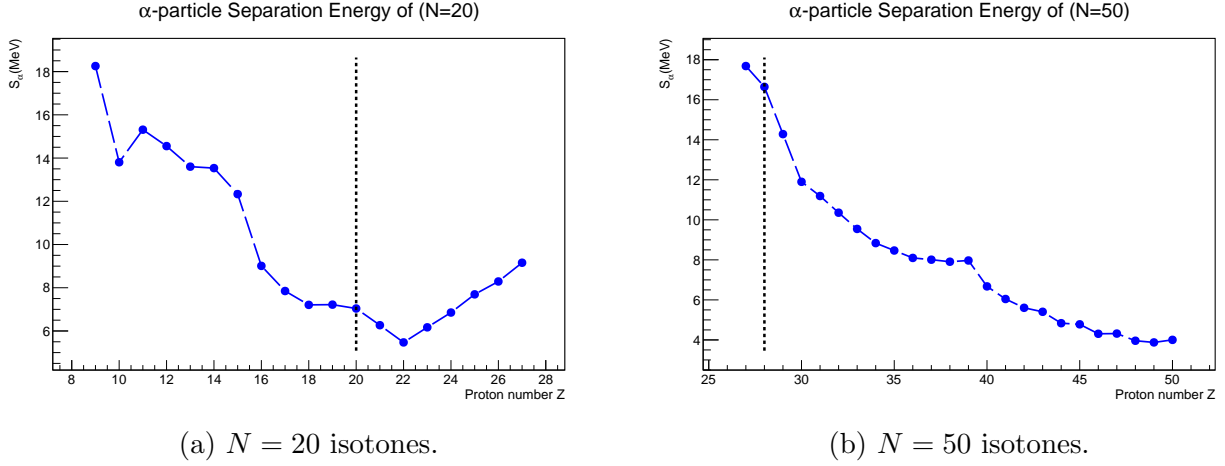 α-particle Separation Energy of (N=20)
Sα(MeV)
18
16
14
12
10
8
6
8 10 12 14 16 18 20 22 24 26 28
Proton number Z
(a) N = 20 isotones.
α-particle Separation Energy of (N=50)
Sα(MeV)
18
16
14
12
10
8
6
4
25 30 35 40 45 50
Proton number Z
(b) N = 50 isotones.